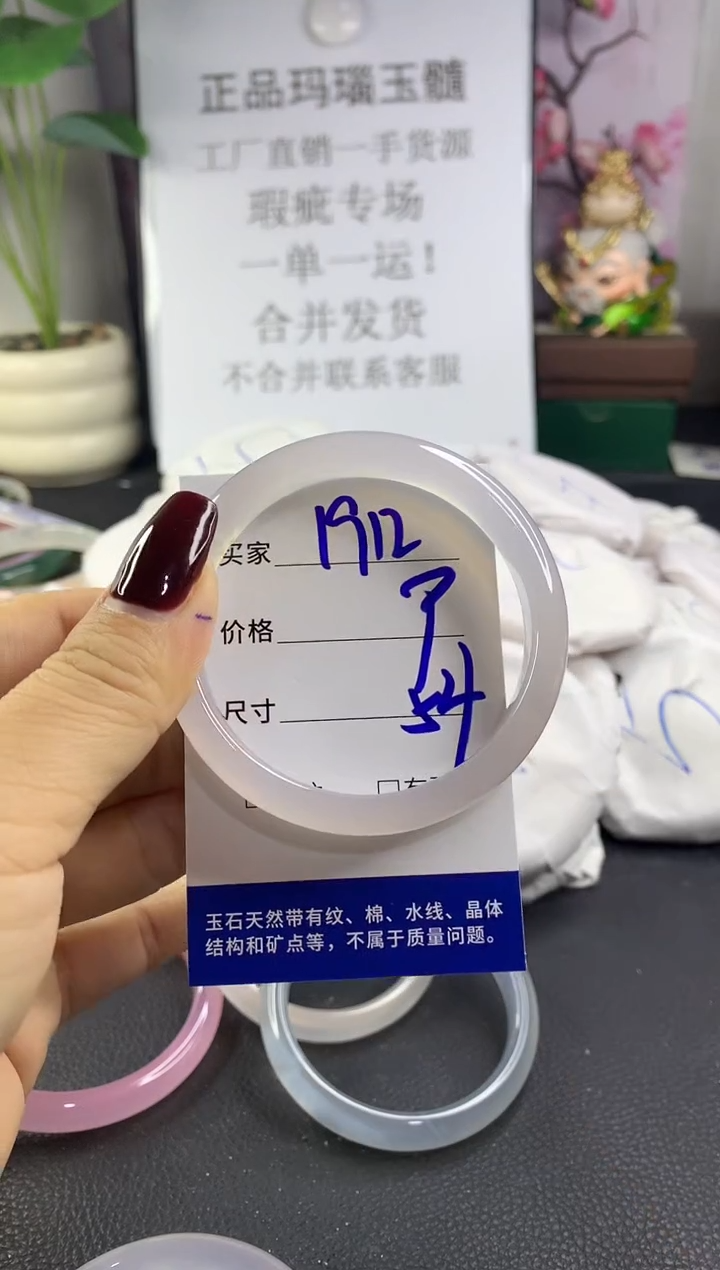 正品玛瑙玉髓
工厂直销一手货源
瑕疵专场
一单一运！
合并发货
不合并联系客服
买家 1912
价格
尺寸 54
玉石天然带有纹、棉、水线、晶体
结构和矿点等，不属于质量问题。